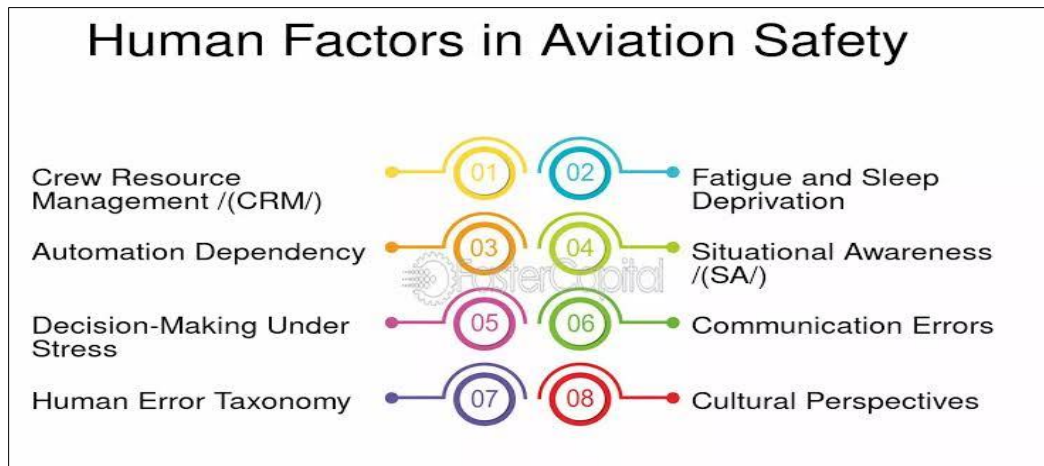 Human Factors in Aviation Safety
01
02
Crew Resource
Management /(CRM/)
Fatigue and Sleep
Deprivation
03
04
Automation Dependency
Situational Awareness
/(SA/)
FosterCapital
05
06
Decision-Making Under
Stress
Communication Errors
07
08
Human Error Taxonomy
Cultural Perspectives